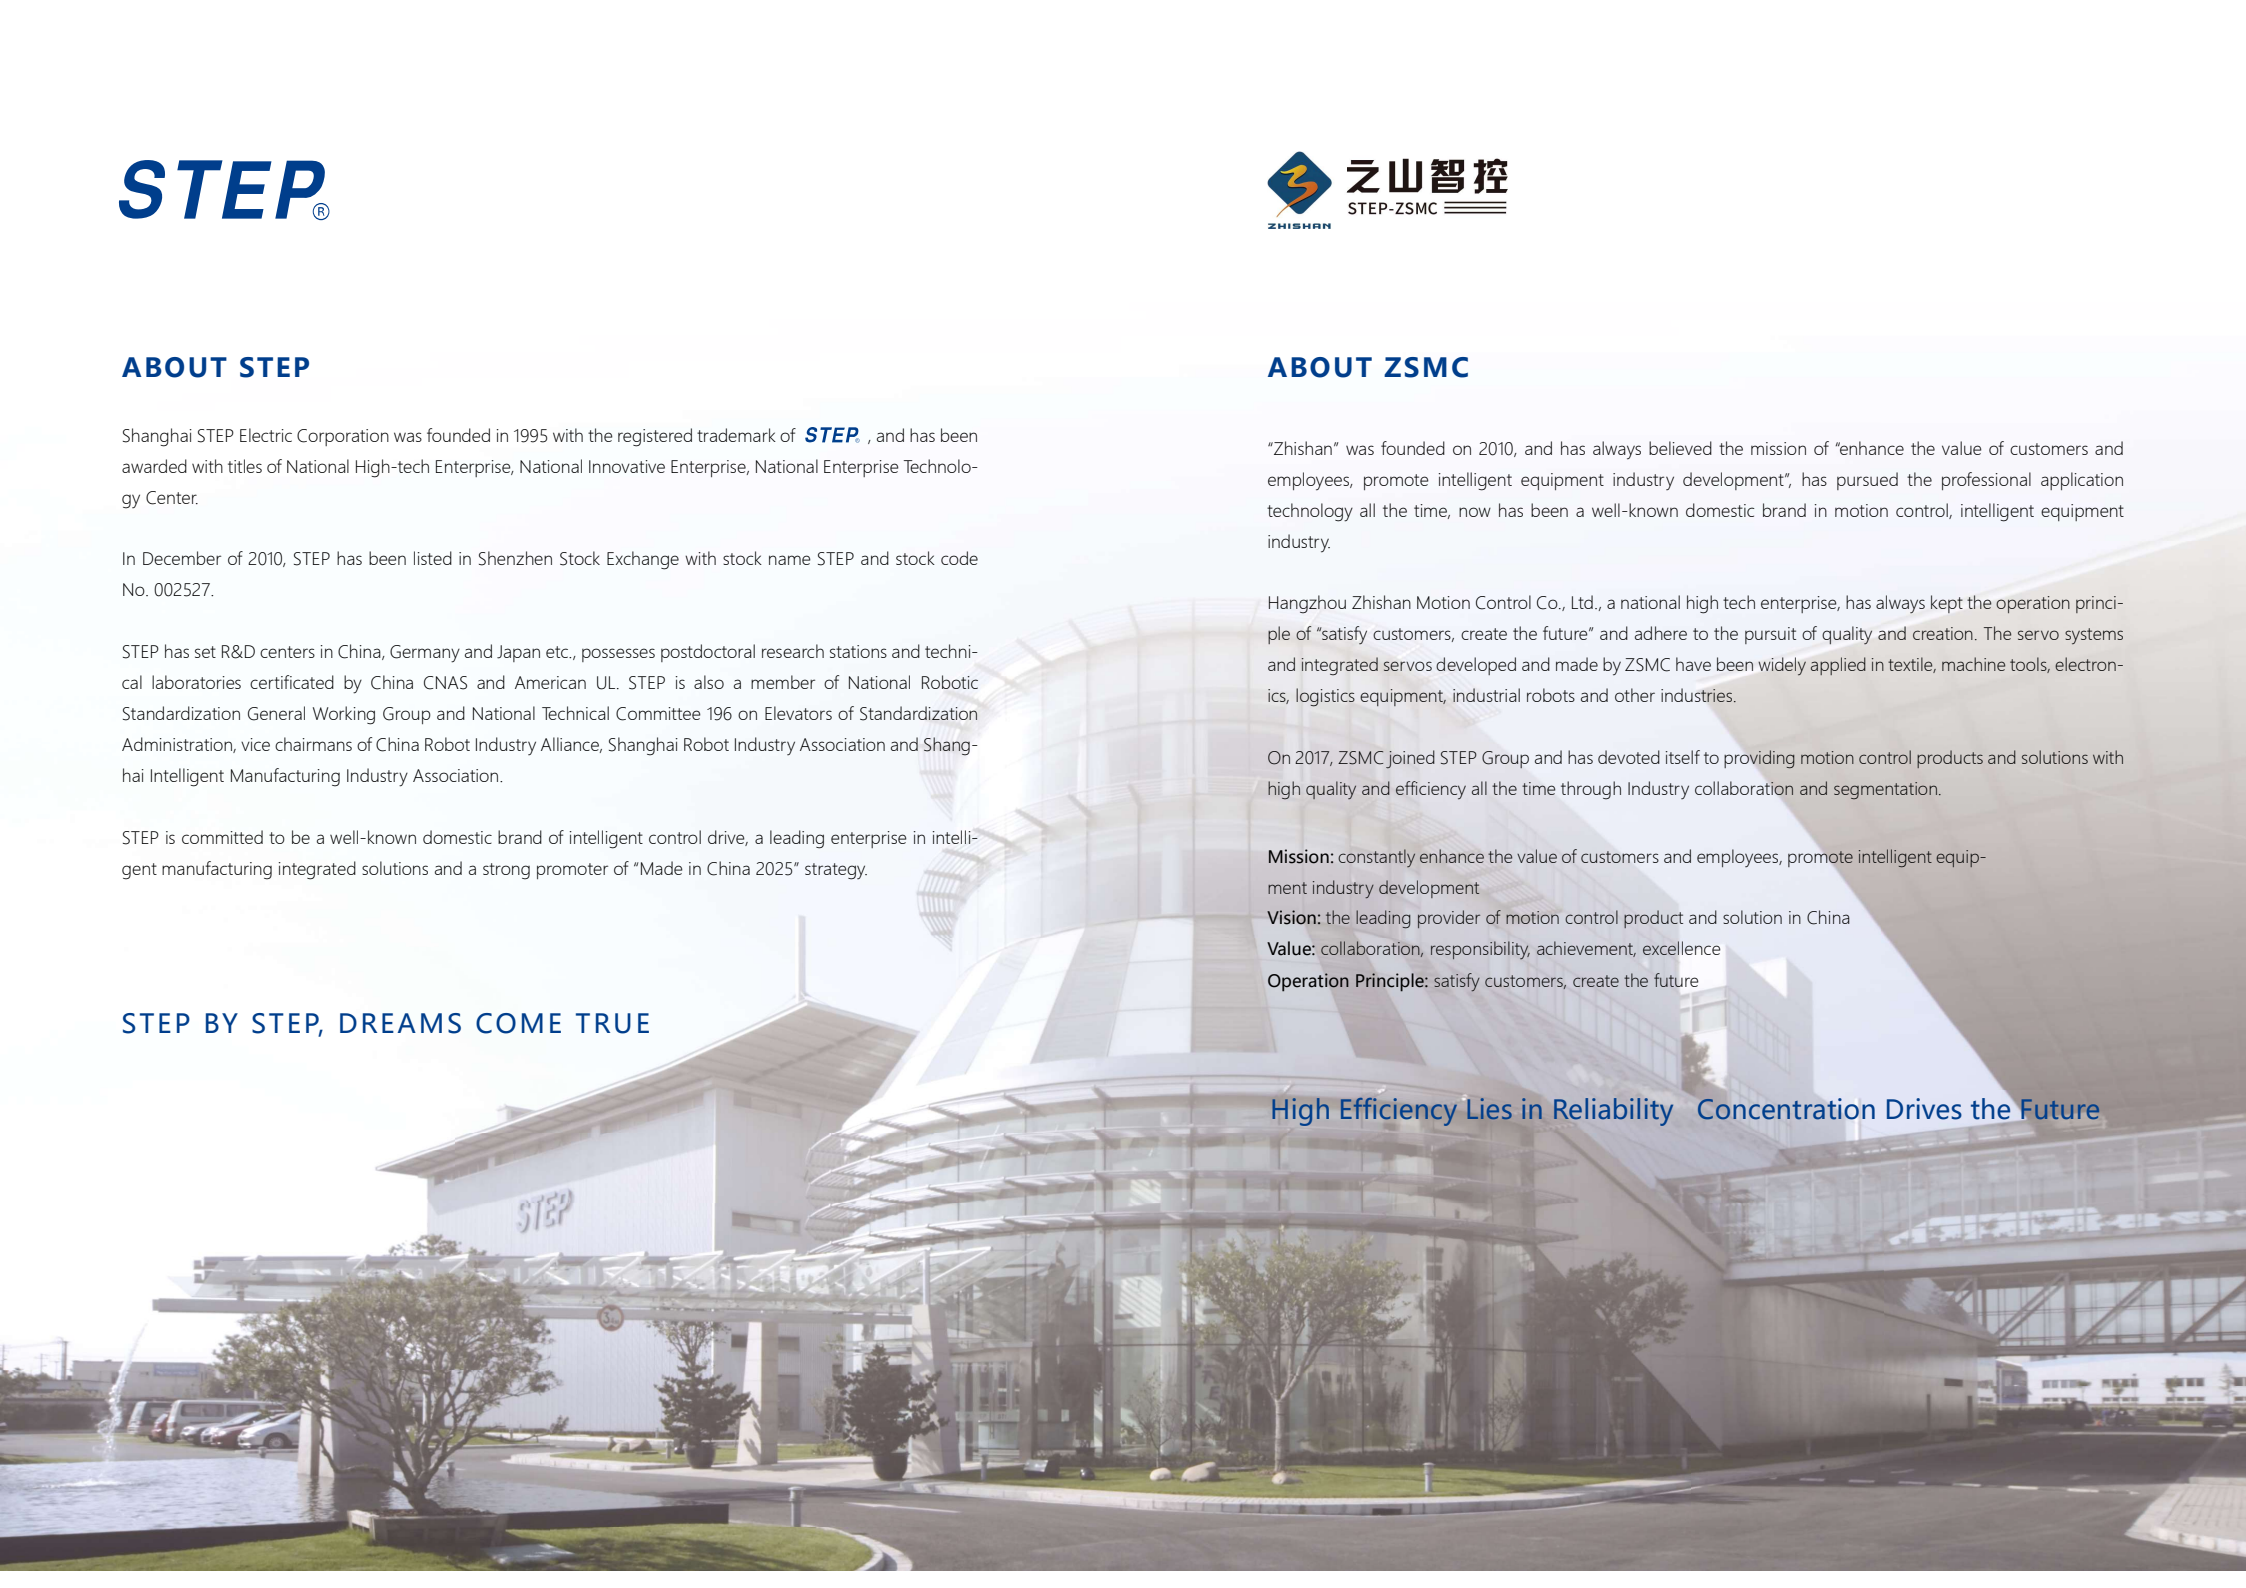 STEP®
ABOUT STEP
Shanghai STEP Electric Corporation was founded in 1995 with the registered trademark of STEP® , and has been
awarded with titles of National High-tech Enterprise, National Innovative Enterprise, National Enterprise Technolo-
gy Center.
In December of 2010, STEP has been listed in Shenzhen Stock Exchange with stock name STEP and stock code
No. 002527.
STEP has set R&D centers in China, Germany and Japan etc., possesses postdoctoral research stations and techni-
cal laboratories certificated by China CNAS and American UL. STEP is also a member of National Robotic
Standardization General Working Group and National Technical Committee 196 on Elevators of Standardization
Administration, vice chairmans of China Robot Industry Alliance, Shanghai Robot Industry Association and Shang-
hai Intelligent Manufacturing Industry Association.
STEP is committed to be a well-known domestic brand of intelligent control drive, a leading enterprise in intelli-
gent manufacturing integrated solutions and a strong promoter of “Made in China 2025” strategy.
STEP BY STEP, DREAMS COME TRUE
STEP
ZHISHAN
之山智控
STEP-ZSMC
ABOUT ZSMC
“Zhishan” was founded on 2010, and has always believed the mission of “enhance the value of customers and
employees, promote intelligent equipment industry development”, has pursued the professional application
technology all the time, now has been a well-known domestic brand in motion control, intelligent equipment
industry.
Hangzhou Zhishan Motion Control Co., Ltd., a national high tech enterprise, has always kept the operation princi-
ple of “satisfy customers, create the future” and adhere to the pursuit of quality and creation. The servo systems
and integrated servos developed and made by ZSMC have been widely applied in textile, machine tools, electron-
ics, logistics equipment, industrial robots and other industries.
On 2017, ZSMC joined STEP Group and has devoted itself to providing motion control products and solutions with
high quality and efficiency all the time through Industry collaboration and segmentation.
Mission: constantly enhance the value of customers and employees, promote intelligent equip-
ment industry development
Vision: the leading provider of motion control product and solution in China
Value: collaboration, responsibility, achievement, excellence
Operation Principle: satisfy customers, create the future
High Efficiency Lies in Reliability Concentration Drives the Future